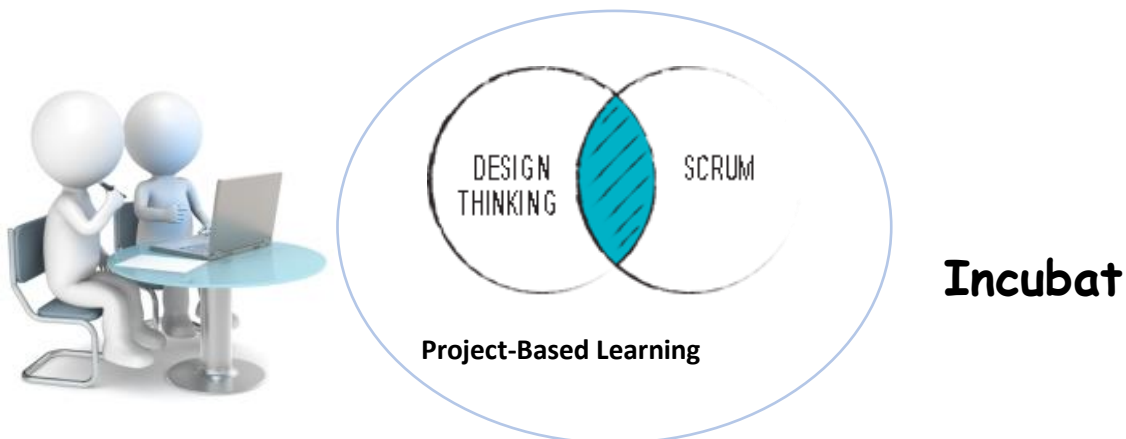 DESIGN
THINKING
SCRUM
Incubat
Project-Based Learning